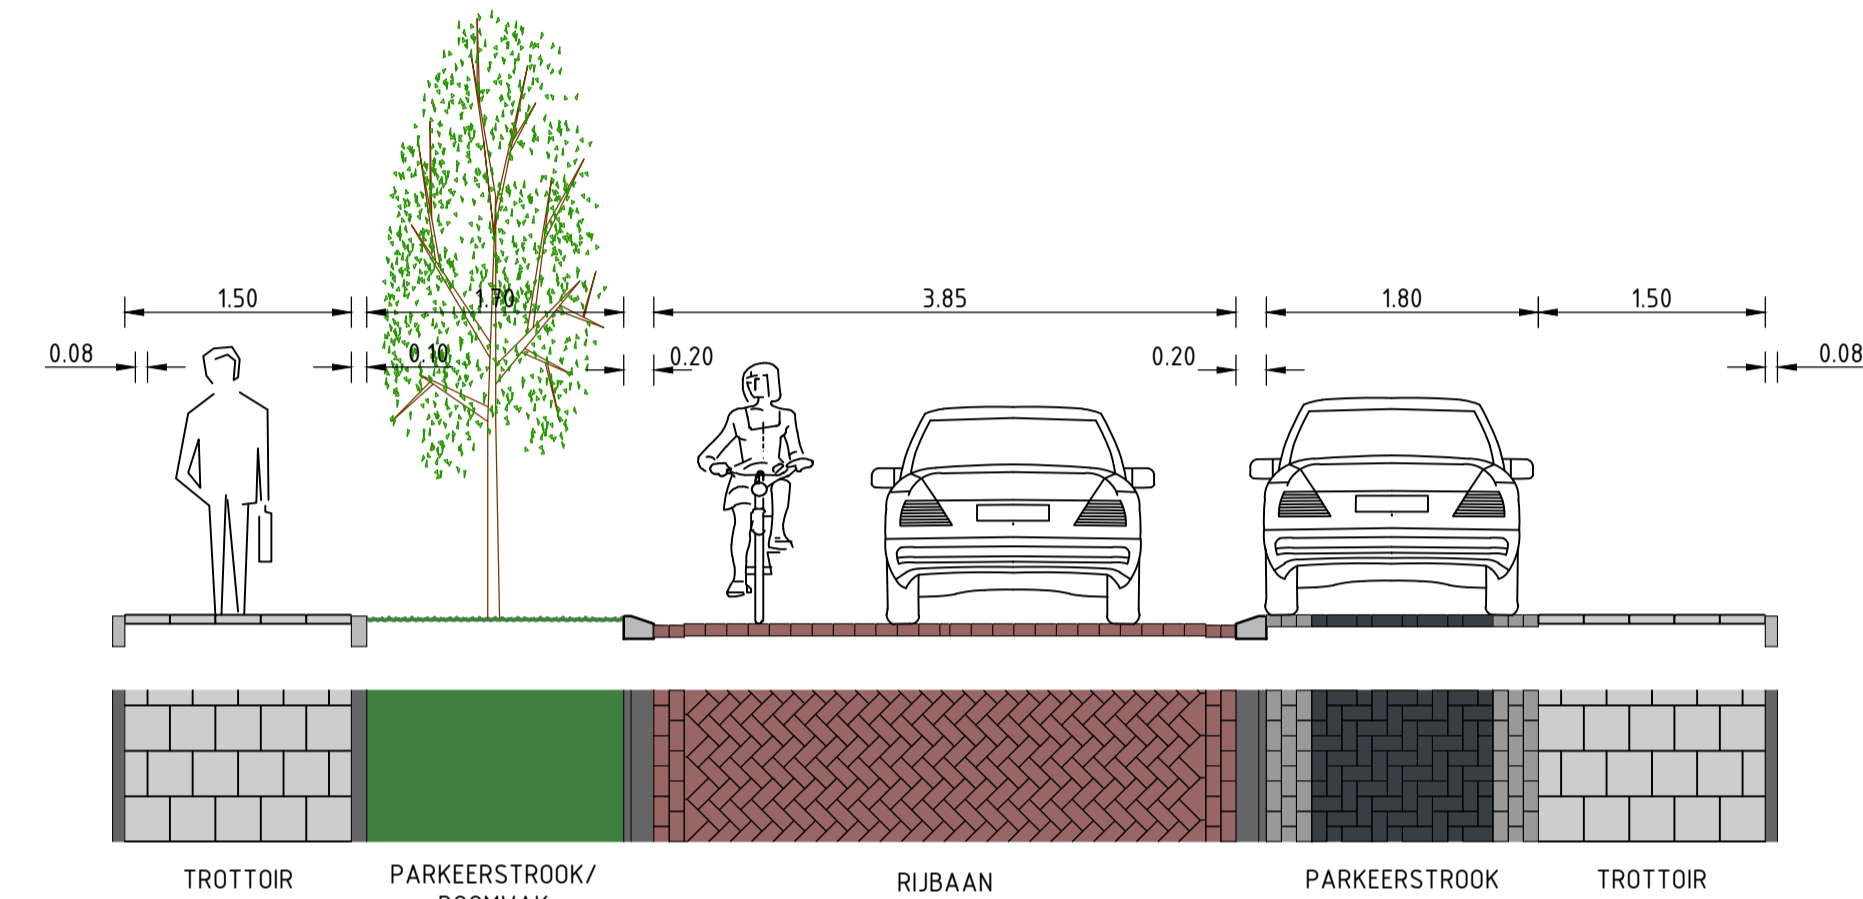 1.50 1.70 3.85 1.80 1.50
0.08 0.10 0.20 0.20 0.08
TROTTOIR PARKEERSTROOK/ RIJBAAN PARKEERSTROOK TROTTOIR
BOOMVAK